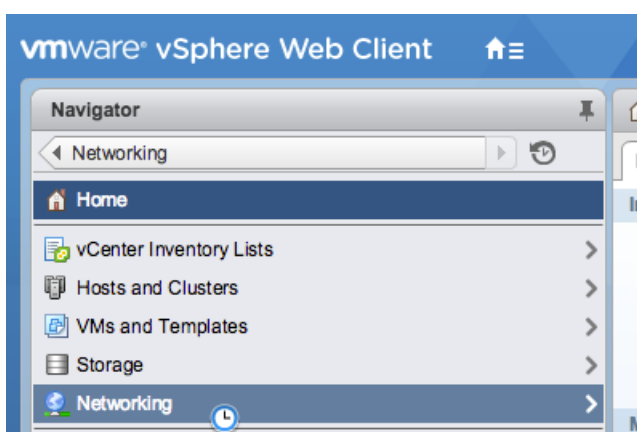 vmware® vSphere Web Client
Navigator
Networking
Home
vCenter Inventory Lists
Hosts and Clusters
VMs and Templates
Storage
Networking